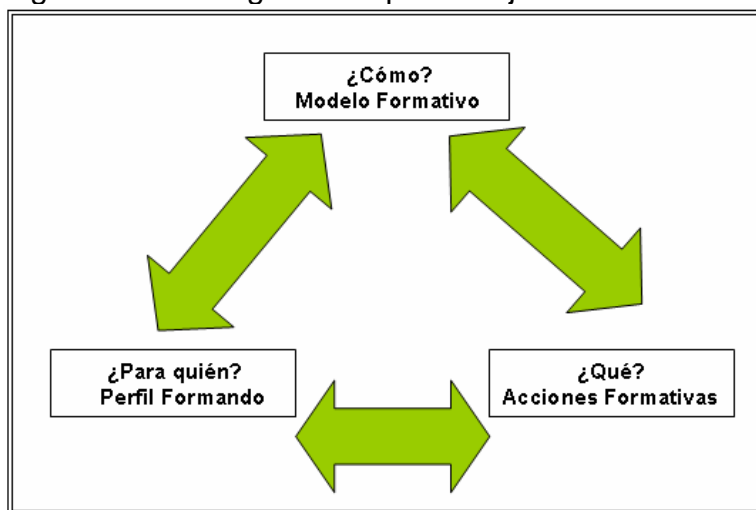 ¿Cómo?
Modelo Formativo
¿Para quién?
Perfil Formando
¿Qué?
Acciones Formativas